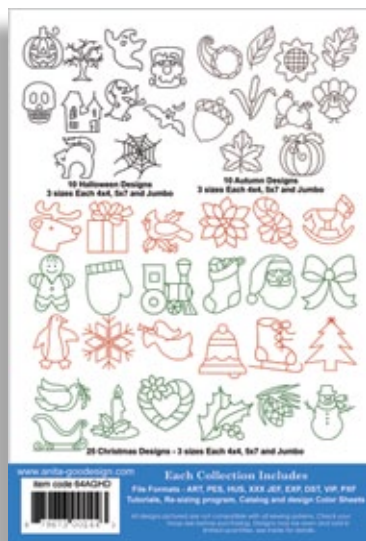 10 Halloween Designs
3 sizes Each 4x4, 5x7 and Jumbo
10 Autumn Designs
3 sizes Each 4x4, 5x7 and Jumbo
25 Christmas Designs - 3 sizes Each 4x4, 5x7 and Jumbo
www.anita-goodesign.com
item code 64AGHD
Each Collection Includes
File Formats - ART, PES, HUS, XXX JEF, EXP, DST, VIP, PXF
Tutorials, Re-sizing program, Catalog and design Color Sheets